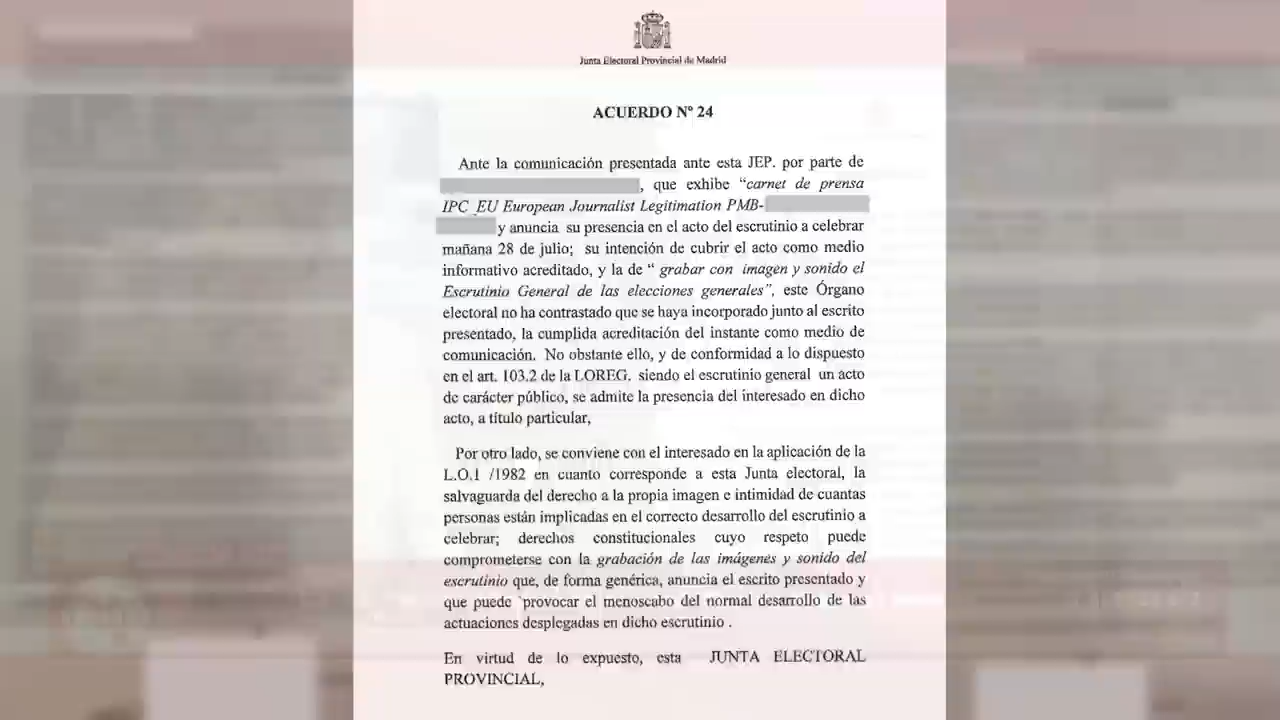 Junta Electoral Provincial de Madrid
ACUERDO Nº 24
Ante la comunicación presentada ante esta JEP. por parte de
, que exhibe “carnet de prensa
IPC_EU European Journalist Legitimation PMB-
y anuncia su presencia en el acto del escrutinio a celebrar
mañana 28 de julio; su intención de cubrir el acto como medio
informativo acreditado, y la de “ grabar con imagen y sonido el
Escrutinio General de las elecciones generales”, este Órgano
electoral no ha contrastado que se haya incorporado junto al escrito
presentado, la cumplida acreditación del instante como medio de
comunicación. No obstante ello, y de conformidad a lo dispuesto
en el art. 103.2 de la LOREG. siendo el escrutinio general un acto
de carácter público, se admite la presencia del interesado en dicho
acto, a título particular,
Por otro lado, se conviene con el interesado en la aplicación de la
L.O.1 /1982 en cuanto corresponde a esta Junta electoral, la
salvaguarda del derecho a la propia imagen e intimidad de cuantas
personas están implicadas en el correcto desarrollo del escrutinio a
celebrar; derechos constitucionales cuyo respeto puede
comprometerse con la grabación de las imágenes y sonido del
escrutinio que, de forma genérica, anuncia el escrito presentado y
que puede provocar el menoscabo del normal desarrollo de las
actuaciones desplegadas en dicho escrutinio .
En virtud de lo expuesto, esta JUNTA ELECTORAL
PROVINCIAL,